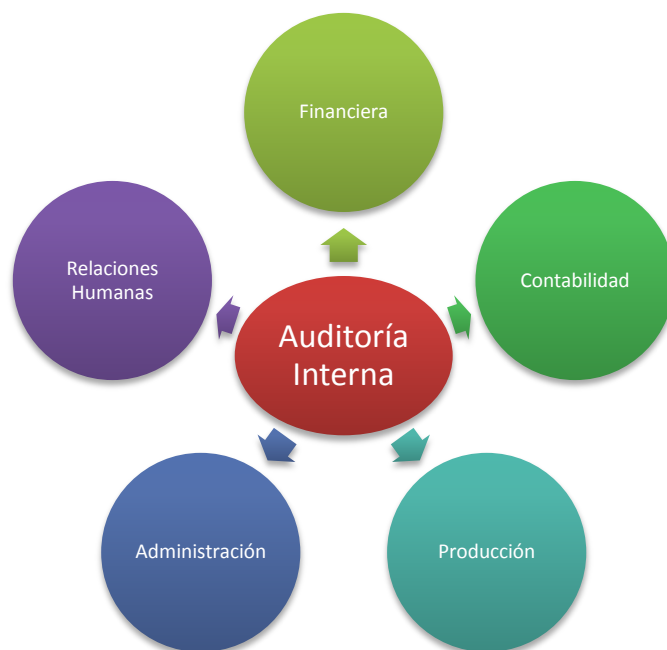 Financiera
Relaciones
Humanas
Contabilidad
Auditoría
Interna
Administración
Producción